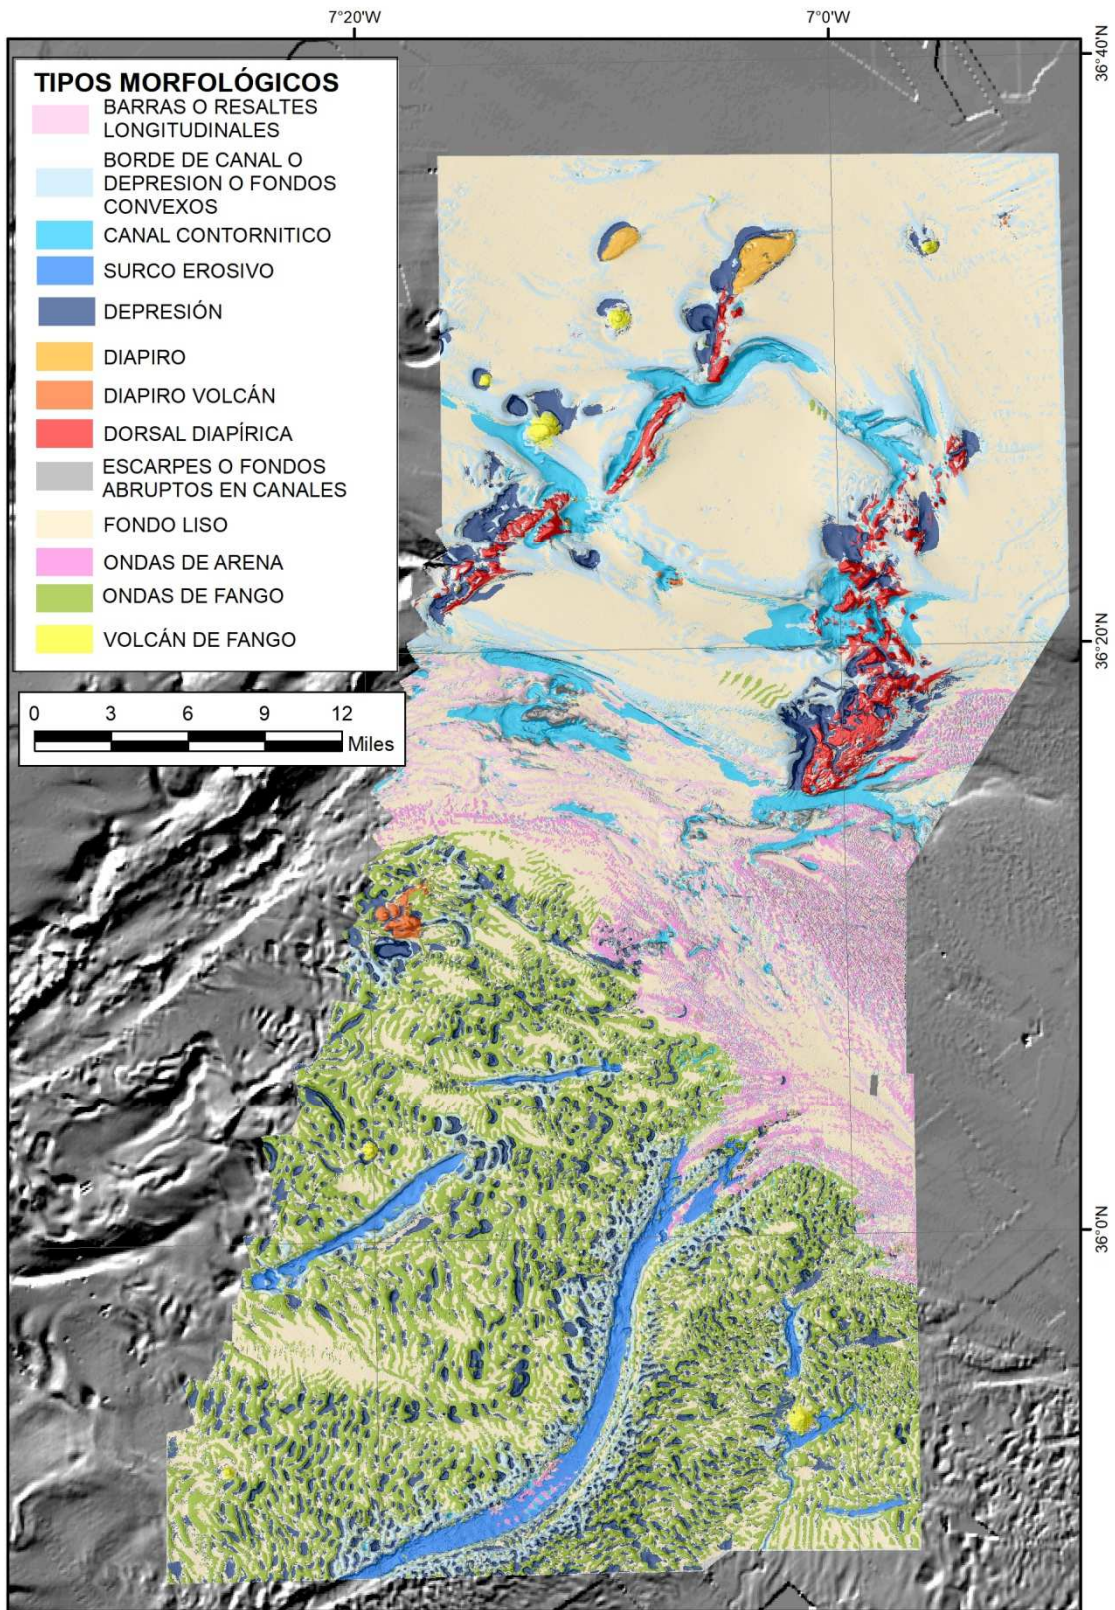 7°20'W
7°0'W
36°40'N
TIPOS MORFOLÓGICOS
BARRAS O RESALTES
LONGITUDINALES
BORDE DE CANAL O
DEPRESION O FONDOS
CONVEXOS
CANAL CONTORNITICO
SURCO EROSIVO
DEPRESIÓN
DIAPIRO
DIAPIRO VOLCÁN
DORSAL DIAPÍRICA
ESCARPES O FONDOS
ABRUPTOS EN CANALES
FONDO LISO
ONDAS DE ARENA
ONDAS DE FANGO
VOLCÁN DE FANGO
36°20'N
0 3 6 9 12
Miles
36°0'N